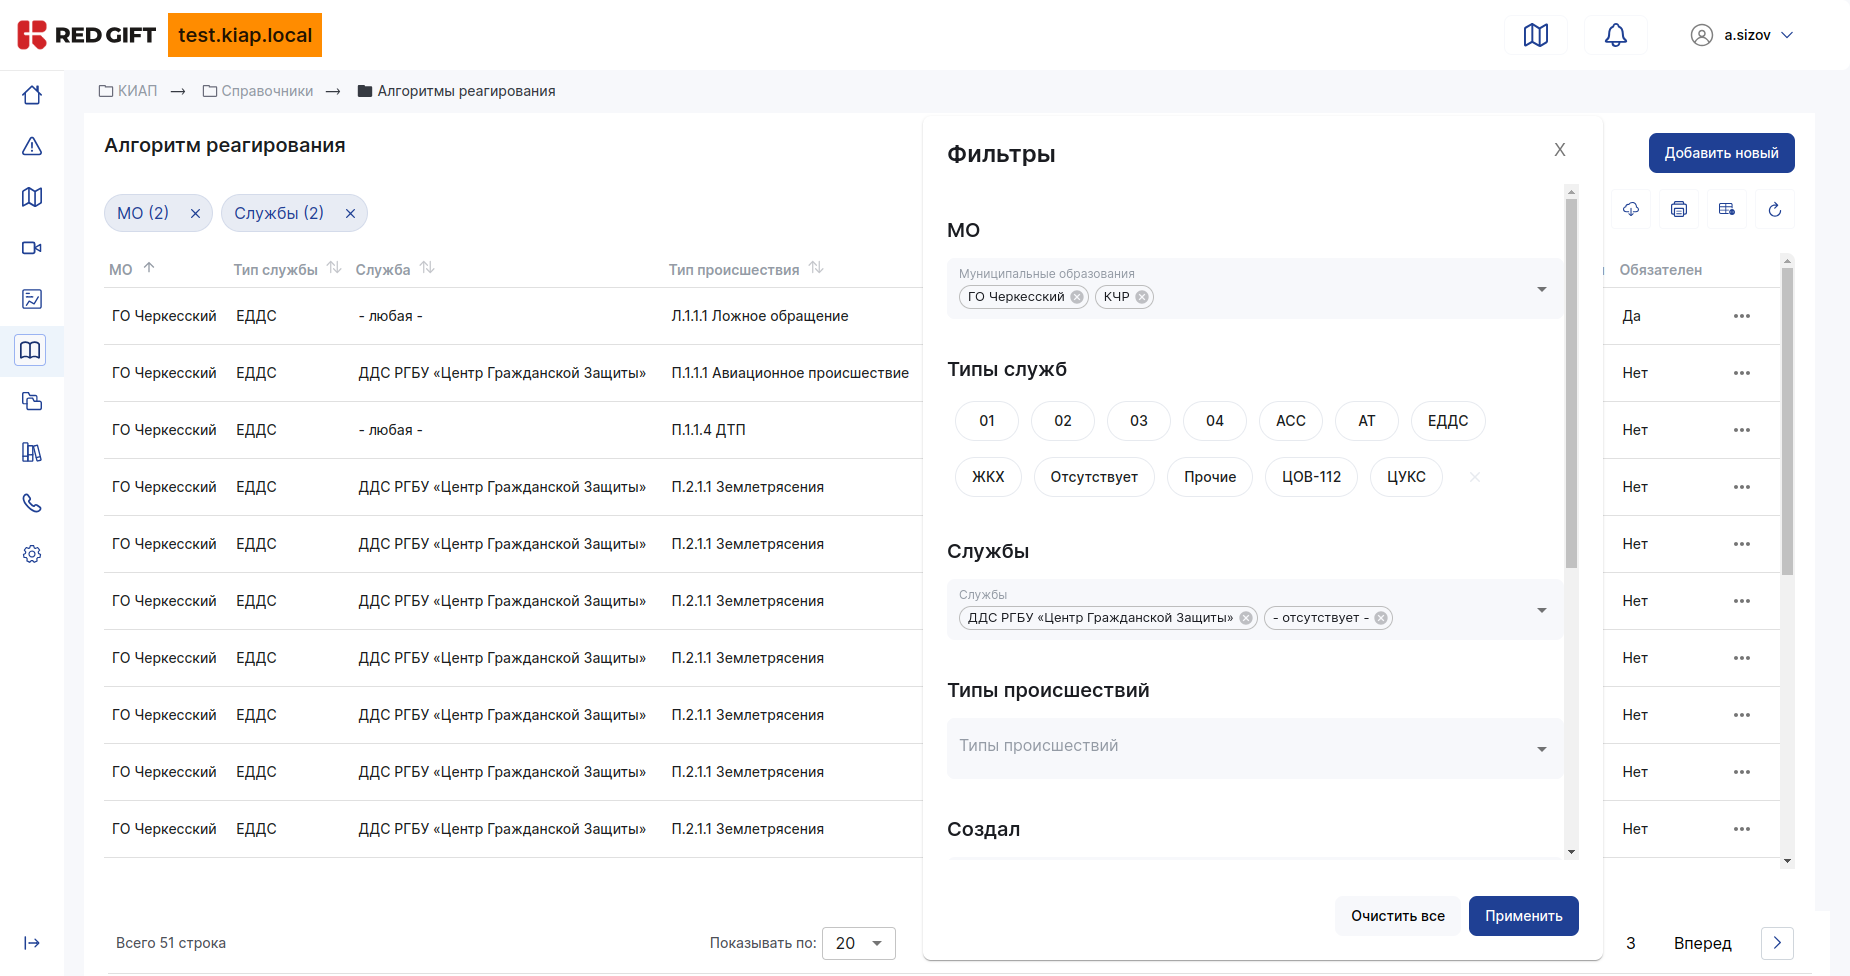 RED GIFT test.kiap.local a.sizov
КИАП → Справочники → Алгоритмы реагирования
Алгоритм реагирования
Добавить новый
МО (2) × Службы (2) ×
МО Тип службы Служба Тип происшествия Обязателен
ГО Черкесский ЕДДС - любая - Л.1.1.1 Ложное обращение Да
ГО Черкесский ЕДДС ДДС РГБУ «Центр Гражданской Защиты» П.1.1.1 Авиационное происшествие Нет
ГО Черкесский ЕДДС - любая - П.1.1.4 ДТП Нет
ГО Черкесский ЕДДС ДДС РГБУ «Центр Гражданской Защиты» П.2.1.1 Землетрясения Нет
ГО Черкесский ЕДДС ДДС РГБУ «Центр Гражданской Защиты» П.2.1.1 Землетрясения Нет
ГО Черкесский ЕДДС ДДС РГБУ «Центр Гражданской Защиты» П.2.1.1 Землетрясения Нет
ГО Черкесский ЕДДС ДДС РГБУ «Центр Гражданской Защиты» П.2.1.1 Землетрясения Нет
ГО Черкесский ЕДДС ДДС РГБУ «Центр Гражданской Защиты» П.2.1.1 Землетрясения Нет
ГО Черкесский ЕДДС ДДС РГБУ «Центр Гражданской Защиты» П.2.1.1 Землетрясения Нет
ГО Черкесский ЕДДС ДДС РГБУ «Центр Гражданской Защиты» П.2.1.1 Землетрясения Нет
Всего 51 строка Показывать по: 20 3 Вперед
Фильтры X
МО
Муниципальные образования
ГО Черкесский КЧР
Типы служб
01 02 03 04 АСС АТ ЕДДС
ЖКХ Отсутствует Прочие ЦОВ-112 ЦУКС
Службы
Службы
ДДС РГБУ «Центр Гражданской Защиты» - отсутствует -
Типы происшествий
Типы происшествий
Создал
Очистить все Применить